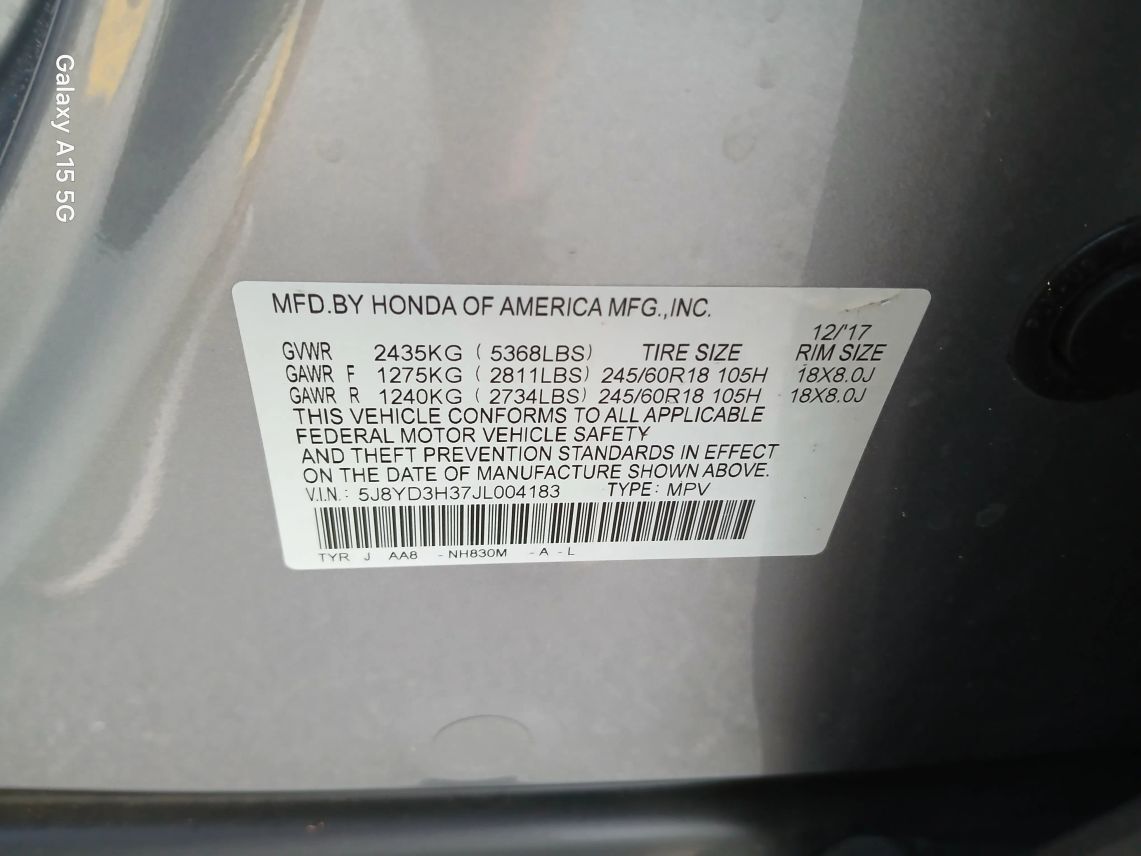 Galaxy A15 5G
MFD.BY HONDA OF AMERICA MFG.,INC.
12/'17
GVWR 2435KG ( 5368LBS) TIRE SIZE RIM SIZE
GAWR F 1275KG ( 2811LBS) 245/60R18 105H 18X8.0J
GAWR R 1240KG ( 2734LBS) 245/60R18 105H 18X8.0J
THIS VEHICLE CONFORMS TO ALL APPLICABLE
FEDERAL MOTOR VEHICLE SAFETY
AND THEFT PREVENTION STANDARDS IN EFFECT
ON THE DATE OF MANUFACTURE SHOWN ABOVE.
V.I.N.: 5J8YD3H37JL004183 TYPE: MPV
TYR J AA8 -NH830M -A -L